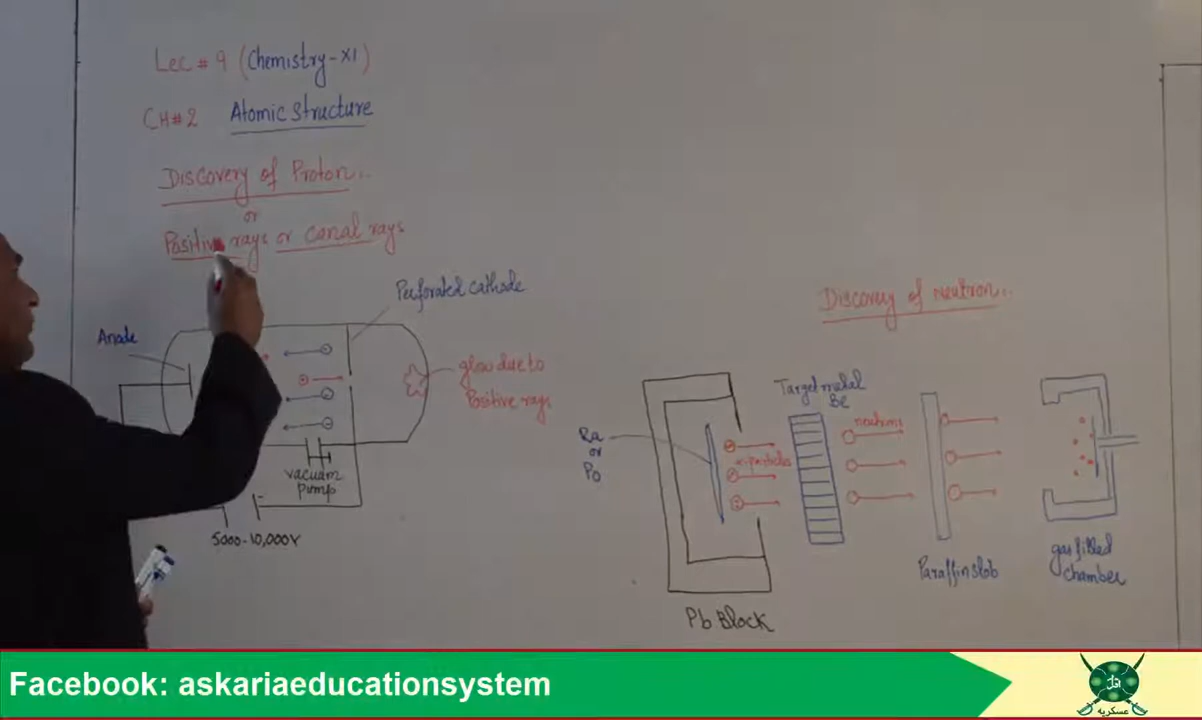 Lec # 9 (Chemistry-XI)
CH#2 Atomic structure
Discovery of Proton..
or
Positive rays or canal rays
Perforated cathode
Anode
glow due to
Positive rays
vacuam
pump
5000-10,000V
Discovery of neutron..
Target metal
Be
Ra
or
Po
α-particles
neutrons
Paraffin slab
gas filled
chamber
Pb Block
Facebook: askariaeducationsystem
عسکریہ